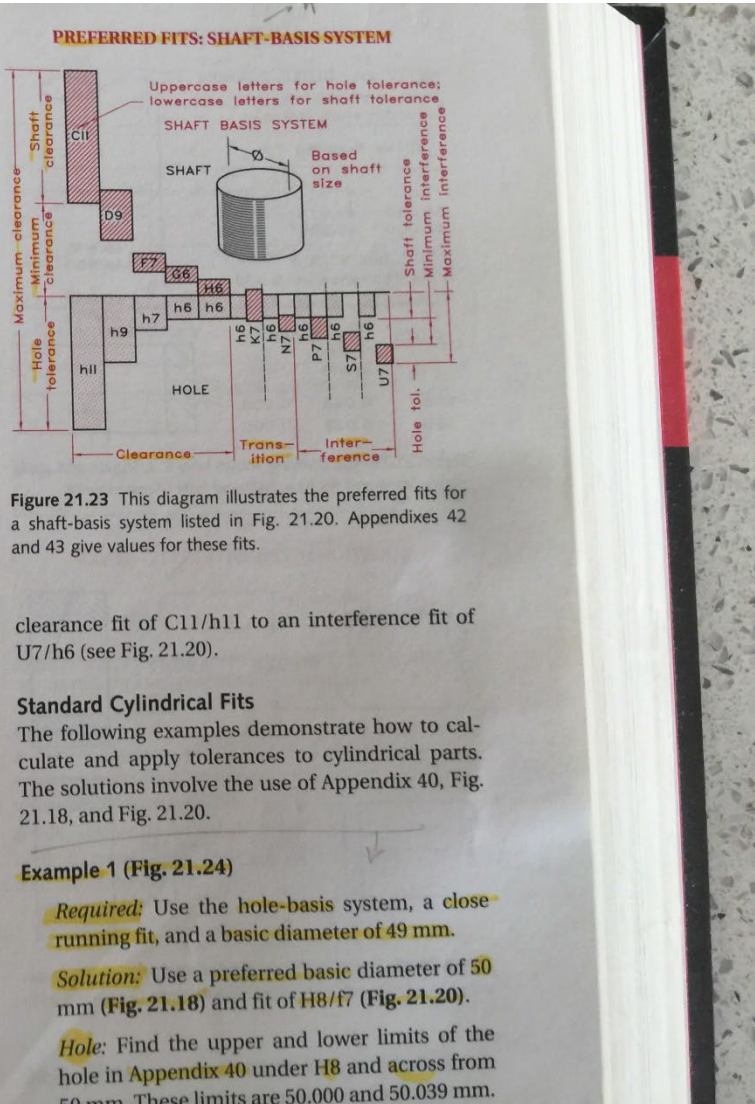 PREFERRED FITS: SHAFT-BASIS SYSTEM
Uppercase letters for hole tolerance;
lowercase letters for shaft tolerance
SHAFT BASIS SYSTEM
SHAFT
Ø
Based
on shaft
size
Maximum clearance
Shaft
clearance
Minimum
clearance
Hole
tolerance
C11
D9
F7
G6
H6
h11
h9
h7
h6
h6
h6
K7
h6
N7
h6
P7
h6
S7
h6
U7
HOLE
Shaft tolerance
Minimum interference
Maximum interference
Hole tol.
Clearance
Trans-
ition
Inter-
ference
Figure 21.23 This diagram illustrates the preferred fits for
a shaft-basis system listed in Fig. 21.20. Appendixes 42
and 43 give values for these fits.
clearance fit of C11/h11 to an interference fit of
U7/h6 (see Fig. 21.20).
Standard Cylindrical Fits
The following examples demonstrate how to cal-
culate and apply tolerances to cylindrical parts.
The solutions involve the use of Appendix 40, Fig.
21.18, and Fig. 21.20.
Example 1 (Fig. 21.24)
Required: Use the hole-basis system, a close
running fit, and a basic diameter of 49 mm.
Solution: Use a preferred basic diameter of 50
mm (Fig. 21.18) and fit of H8/f7 (Fig. 21.20).
Hole: Find the upper and lower limits of the
hole in Appendix 40 under H8 and across from
50 mm. These limits are 50.000 and 50.039 mm.